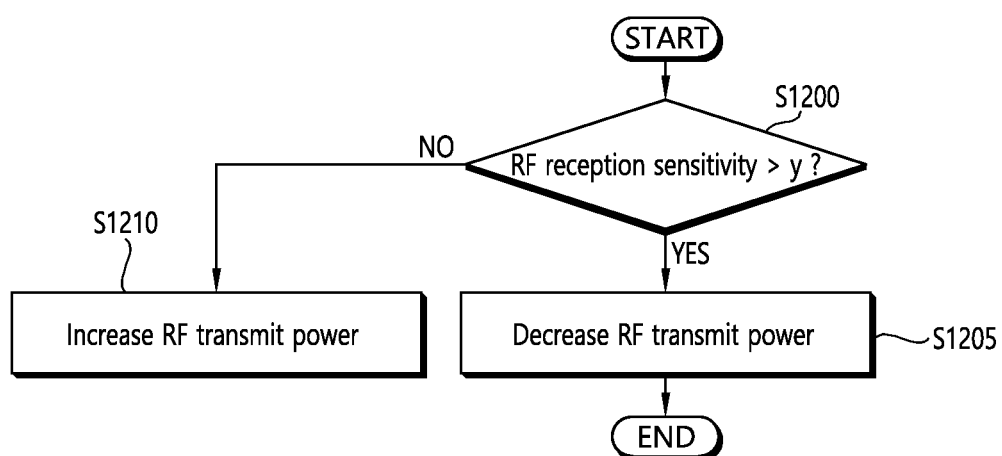 START
S1200
RF reception sensitivity > y ?
NO
YES
S1210
Increase RF transmit power
Decrease RF transmit power
S1205
END